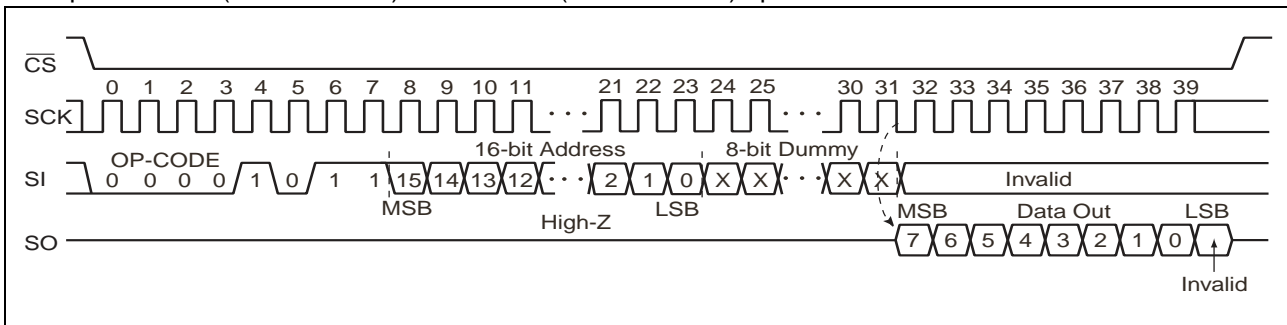 CS
0 1 2 3 4 5 6 7 8 9 10 11 21 22 23 24 25 30 31 32 33 34 35 36 37 38 39
SCK
OP-CODE 16-bit Address 8-bit Dummy
SI 0 0 0 0 1 0 1 1 15 14 13 12 2 1 0 X X X X Invalid
MSB LSB MSB Data Out LSB
High-Z
SO 7 6 5 4 3 2 1 0
Invalid